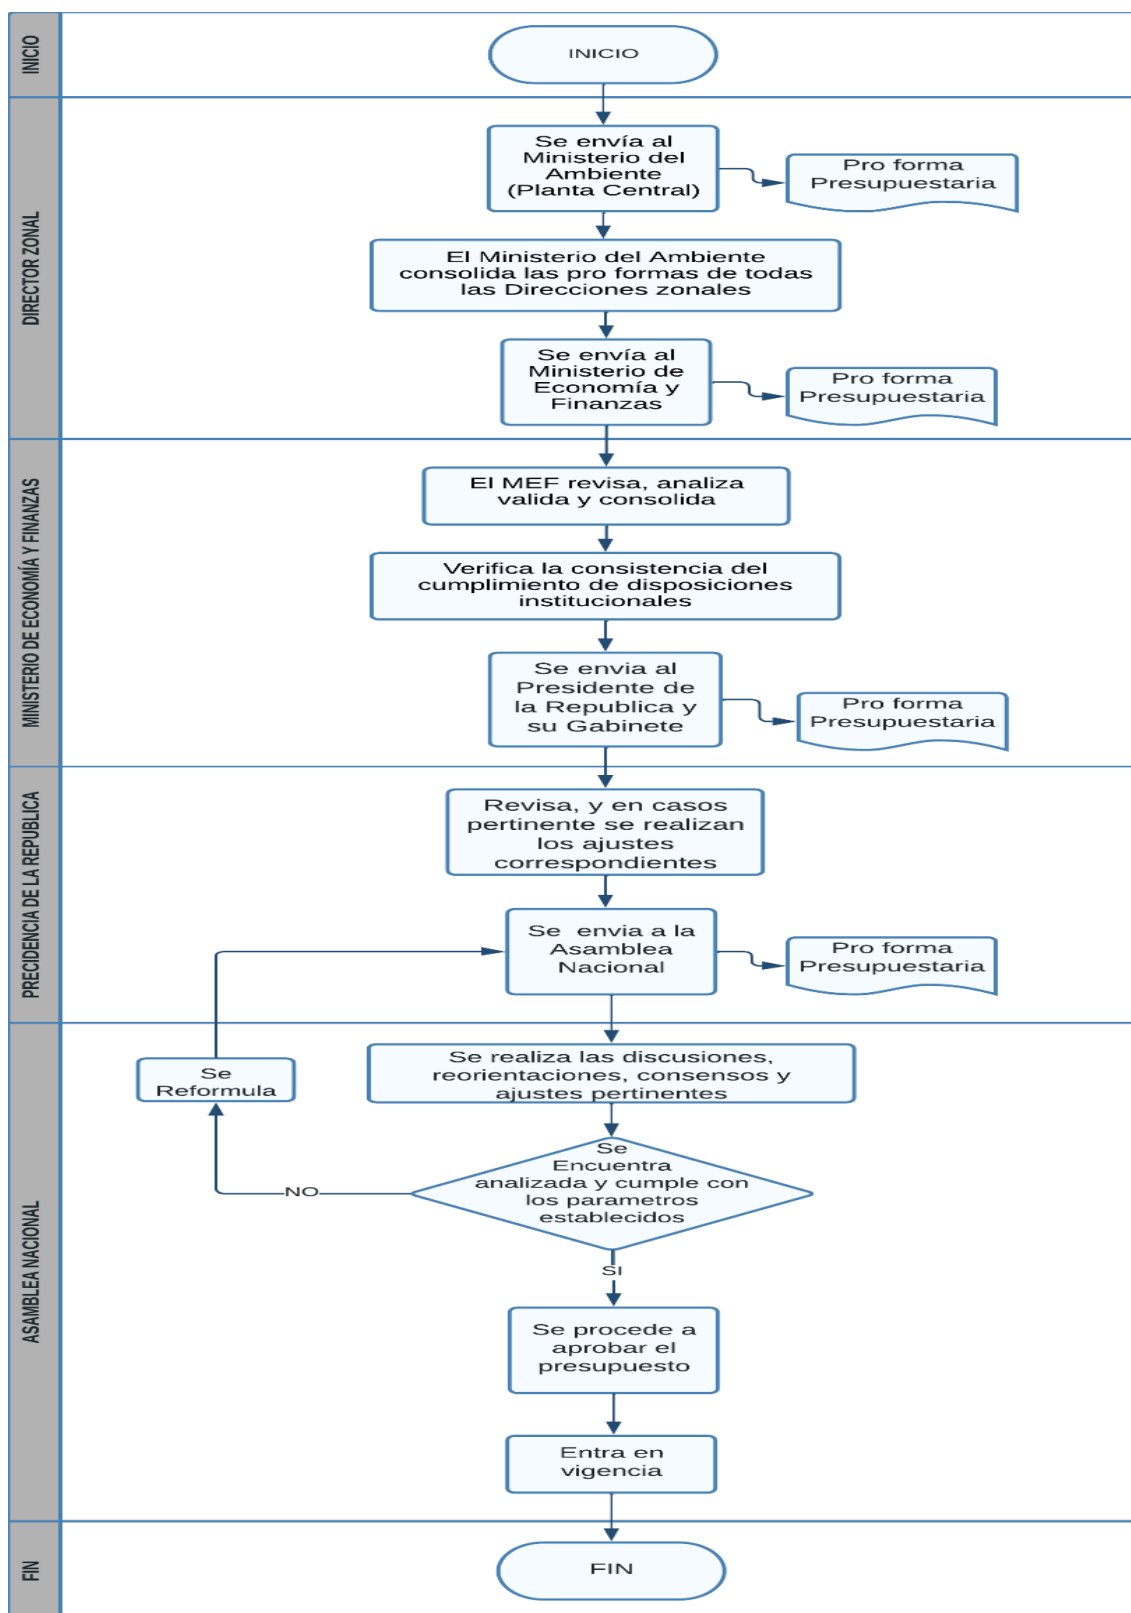 INICIO
INICIO
DIRECTOR ZONAL
Se envía al
Ministerio del
Ambiente
(Planta Central)
Pro forma
Presupuestaria
El Ministerio del Ambiente
consolida las pro formas de todas
las Direcciones zonales
Se envía al
Ministerio de
Economía y
Finanzas
Pro forma
Presupuestaria
MINISTERIO DE ECONOMÍA Y FINANZAS
El MEF revisa, analiza
valida y consolida
Verifica la consistencia del
cumplimiento de disposiciones
institucionales
Se envia al
Presidente de
la Republica y
su Gabinete
Pro forma
Presupuestaria
PRECIDENCIA DE LA REPUBLICA
Revisa, y en casos
pertinente se realizan
los ajustes
correspondientes
Se envia a la
Asamblea
Nacional
Pro forma
Presupuestaria
ASAMBLEA NACIONAL
Se
Reformula
Se realiza las discusiones,
reorientaciones, consensos y
ajustes pertinentes
Se
Encuentra
analizada y cumple con
los parametros
establecidos
NO
SI
Se procede a
aprobar el
presupuesto
Entra en
vigencia
FIN
FIN